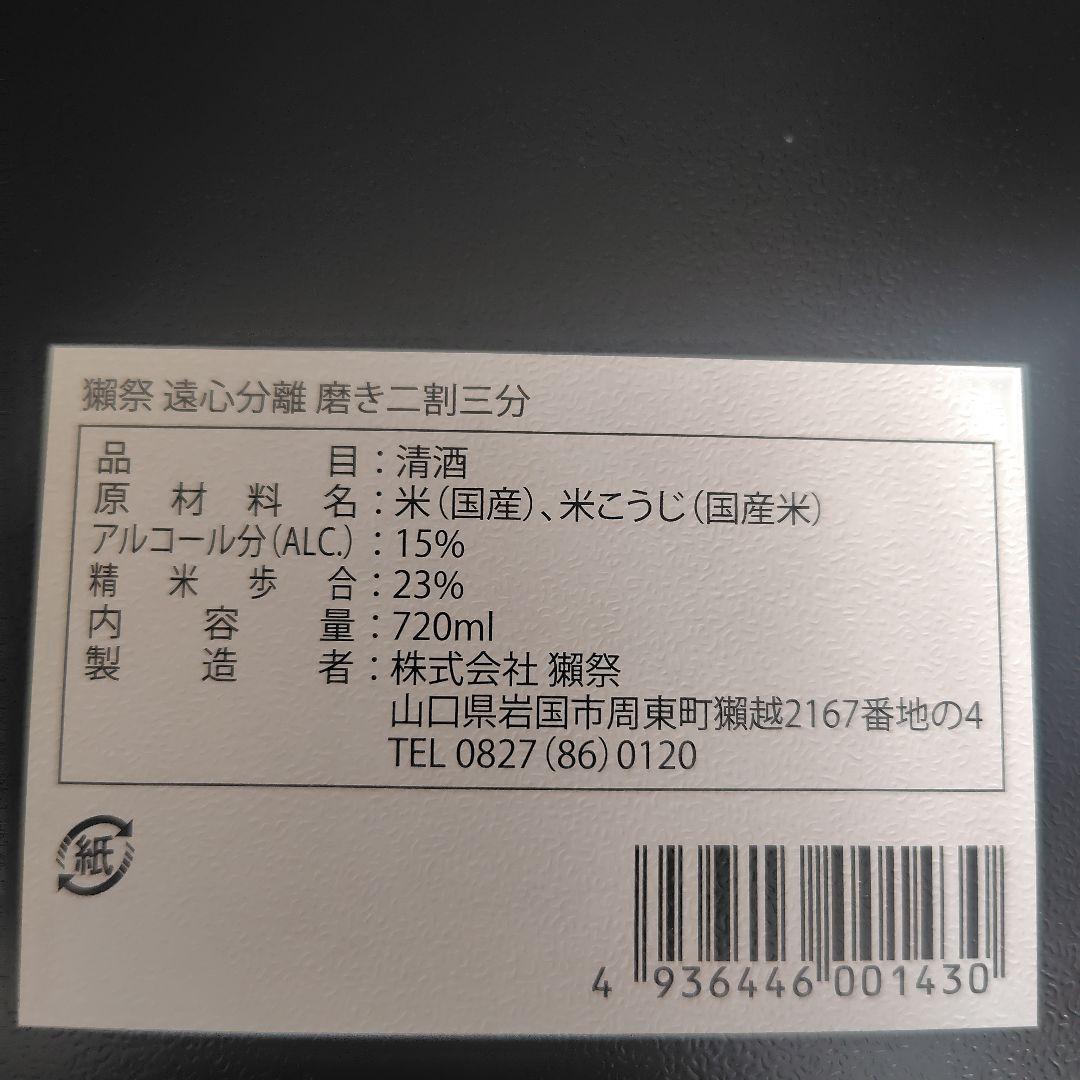 獺祭 遠心分離 磨き二割三分
品目：清酒
原材料名：米（国産）、米こうじ（国産米）
アルコール分（ALC.）：15%
精米歩合：23%
内容量：720ml
製造者：株式会社 獺祭
山口県岩国市周東町獺越2167番地の4
TEL 0827（86）0120
紙
4 936446 001430